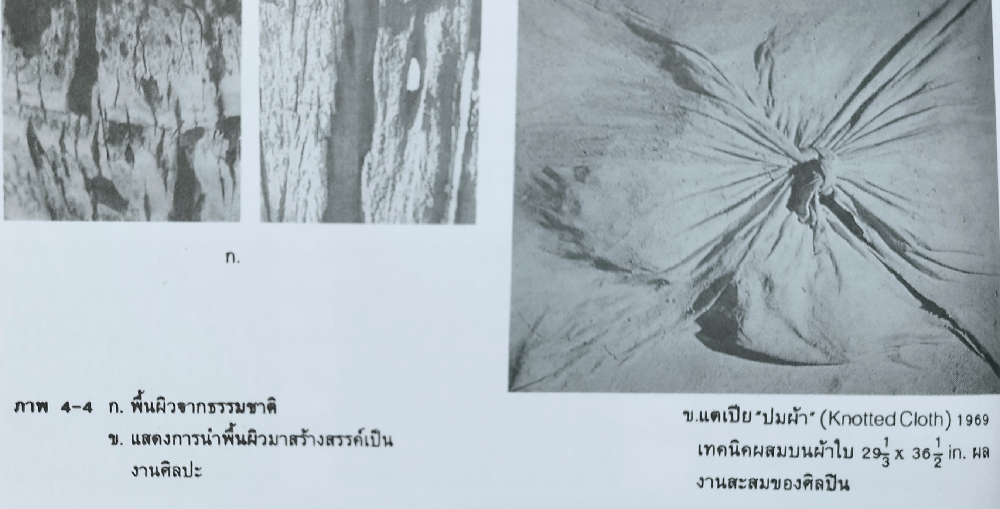 ก.
ภาพ 4-4 ก. พื้นผิวจากธรรมชาติ
ข. แสดงการนำพื้นผิวมาสร้างสรรค์เป็น
งานศิลปะ
ข.แตเปีย "ปมผ้า" (Knotted Cloth) 1969
เทคนิคผสมบนผ้าใบ 29 1/3 x 36 1/2 in. ผล
งานสะสมของศิลปีน